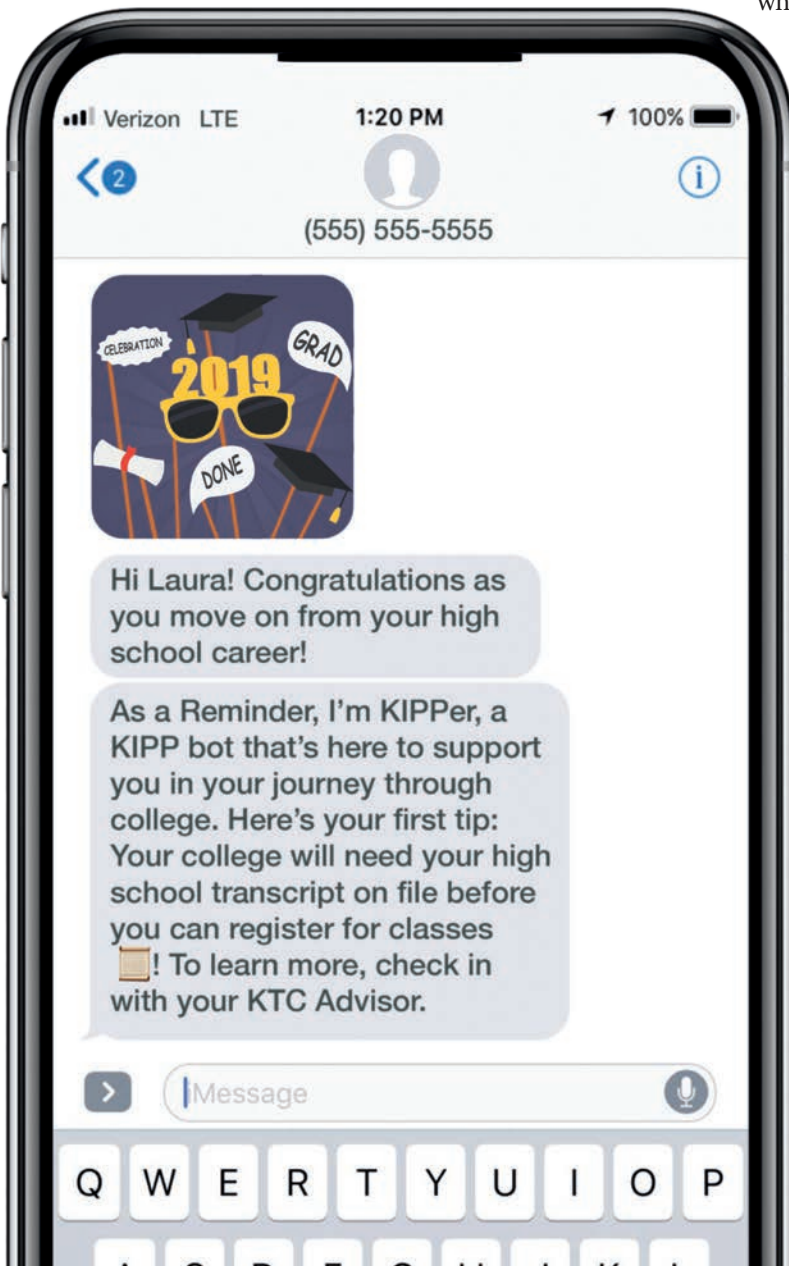 wh
Verizon LTE 1:20 PM 100%
2
i
(555) 555-5555
CELEBRATION
GRAD
2019
DONE
Hi Laura! Congratulations as
you move on from your high
school career!
As a Reminder, I'm KIPPer, a
KIPP bot that's here to support
you in your journey through
college. Here's your first tip:
Your college will need your high
school transcript on file before
you can register for classes
📜! To learn more, check in
with your KTC Advisor.
iMessage
Q W E R T Y U I O P